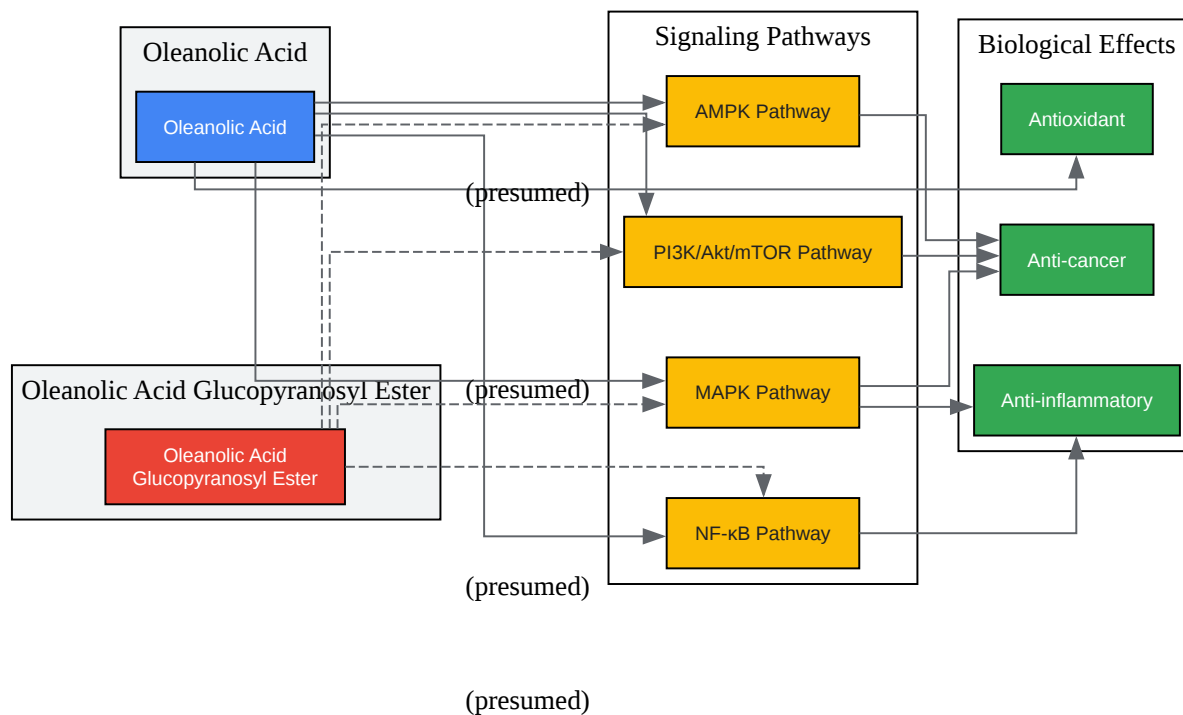 Oleanolic Acid
Oleanolic Acid
Signaling Pathways
AMPK Pathway
PI3K/Akt/mTOR Pathway
MAPK Pathway
NF-κB Pathway
Biological Effects
Antioxidant
Anti-cancer
Anti-inflammatory
Oleanolic Acid Glucopyranosyl Ester
Oleanolic Acid
Glucopyranosyl Ester
(presumed)
(presumed)
(presumed)
(presumed)